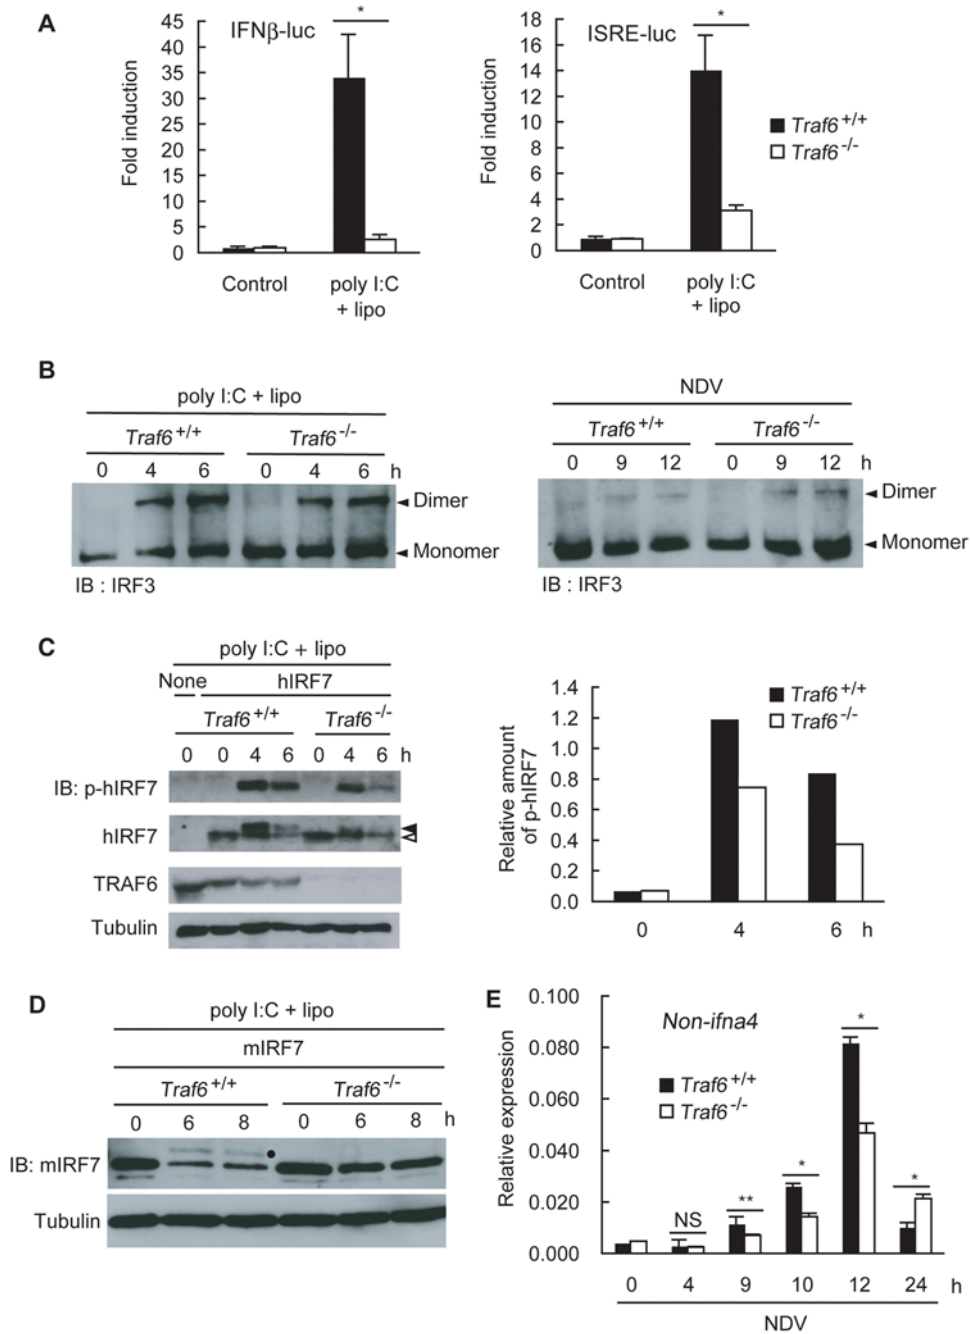 A
IFNβ-luc
Fold induction
45
40
35
30
25
20
15
10
5
0
*
Control
poly I:C
+ lipo
ISRE-luc
Fold induction
18
16
14
12
10
8
6
4
2
0
*
Control
poly I:C
+ lipo
Traf6+/+
Traf6-/-
B
poly I:C + lipo
Traf6+/+ Traf6-/-
0 4 6 0 4 6 h
Dimer
Monomer
IB : IRF3
NDV
Traf6+/+ Traf6-/-
0 9 12 0 9 12 h
Dimer
Monomer
IB : IRF3
C
poly I:C + lipo
None hIRF7
Traf6+/+ Traf6-/-
0 0 4 6 0 4 6 h
IB: p-hIRF7
hIRF7
TRAF6
Tubulin
Relative amount
of p-hIRF7
1.4
1.2
1.0
0.8
0.6
0.4
0.2
0.0
Traf6+/+
Traf6-/-
0 4 6 h
D
poly I:C + lipo
mIRF7
Traf6+/+ Traf6-/-
0 6 8 0 6 8 h
IB: mIRF7
Tubulin
E
Non-ifna4
Relative expression
0.100
0.080
0.060
0.040
0.020
0.000
Traf6+/+
Traf6-/-
NS
**
*
*
*
0 4 9 10 12 24 h
NDV